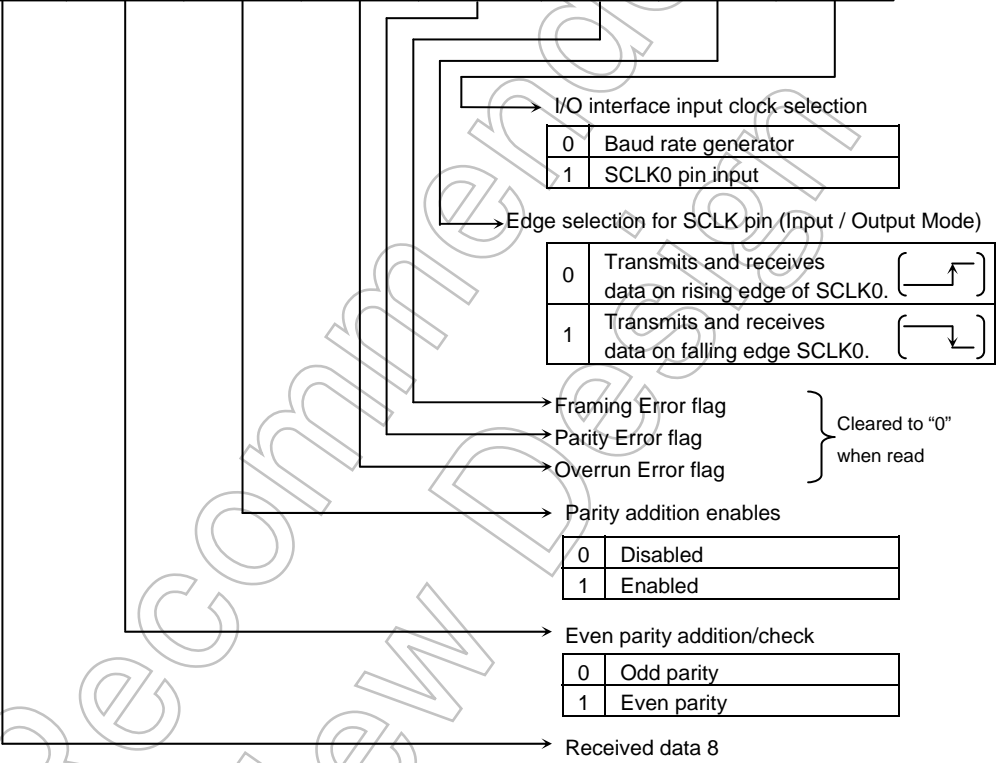 I/O interface input clock selection
0 Baud rate generator
1 SCLK0 pin input
Edge selection for SCLK pin (Input / Output Mode)
0 Transmits and receives
data on rising edge of SCLK0.
1 Transmits and receives
data on falling edge SCLK0.
Framing Error flag
Parity Error flag
Overrun Error flag
Cleared to “0”
when read
Parity addition enables
0 Disabled
1 Enabled
Even parity addition/check
0 Odd parity
1 Even parity
Received data 8